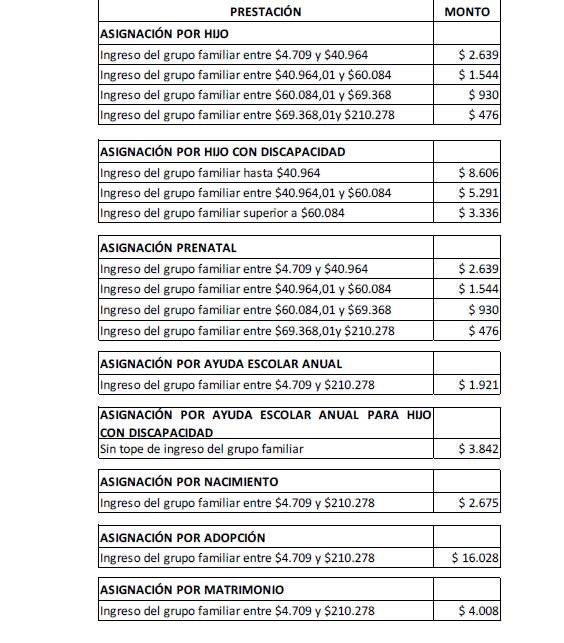 PRESTACIÓN MONTO
ASIGNACIÓN POR HIJO
Ingreso del grupo familiar entre $4.709 y $40.964 $ 2.639
Ingreso del grupo familiar entre $40.964,01 y $60.084 $ 1.544
Ingreso del grupo familiar entre $60.084,01 y $69.368 $ 930
Ingreso del grupo familiar entre $69.368,01y $210.278 $ 476
ASIGNACIÓN POR HIJO CON DISCAPACIDAD
Ingreso del grupo familiar hasta $40.964 $ 8.606
Ingreso del grupo familiar entre $40.964,01 y $60.084 $ 5.291
Ingreso del grupo familiar superior a $60.084 $ 3.336
ASIGNACIÓN PRENATAL
Ingreso del grupo familiar entre $4.709 y $40.964 $ 2.639
Ingreso del grupo familiar entre $40.964,01 y $60.084 $ 1.544
Ingreso del grupo familiar entre $60.084,01 y $69.368 $ 930
Ingreso del grupo familiar entre $69.368,01y $210.278 $ 476
ASIGNACIÓN POR AYUDA ESCOLAR ANUAL
Ingreso del grupo familiar entre $4.709 y $210.278 $ 1.921
ASIGNACIÓN POR AYUDA ESCOLAR ANUAL PARA HIJO
CON DISCAPACIDAD
Sin tope de ingreso del grupo familiar $ 3.842
ASIGNACIÓN POR NACIMIENTO
Ingreso del grupo familiar entre $4.709 y $210.278 $ 2.675
ASIGNACIÓN POR ADOPCIÓN
Ingreso del grupo familiar entre $4.709 y $210.278 $ 16.028
ASIGNACIÓN POR MATRIMONIO
Ingreso del grupo familiar entre $4.709 y $210.278 $ 4.008